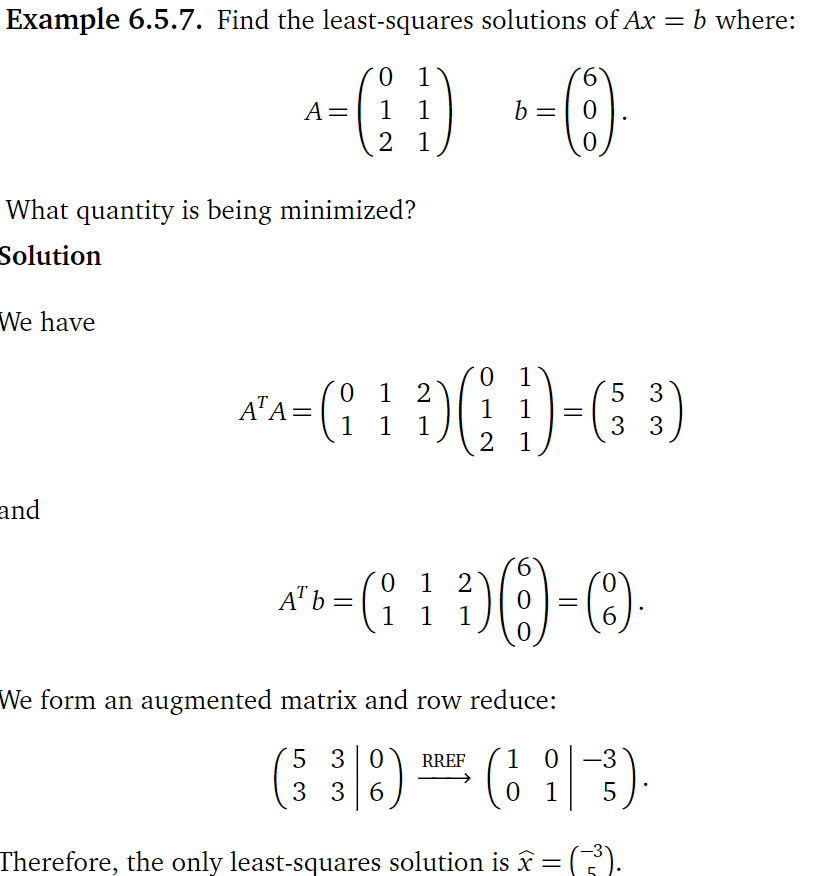 Example 6.5.7. Find the least-squares solutions of Ax = b where:
A = \begin{pmatrix} 0 & 1 \\ 1 & 1 \\ 2 & 1 \end{pmatrix} \quad b = \begin{pmatrix} 6 \\ 0 \\ 0 \end{pmatrix}.
What quantity is being minimized?
Solution
We have
A^T A = \begin{pmatrix} 0 & 1 & 2 \\ 1 & 1 & 1 \end{pmatrix} \begin{pmatrix} 0 & 1 \\ 1 & 1 \\ 2 & 1 \end{pmatrix} = \begin{pmatrix} 5 & 3 \\ 3 & 3 \end{pmatrix}
and
A^T b = \begin{pmatrix} 0 & 1 & 2 \\ 1 & 1 & 1 \end{pmatrix} \begin{pmatrix} 6 \\ 0 \\ 0 \end{pmatrix} = \begin{pmatrix} 0 \\ 6 \end{pmatrix}.
We form an augmented matrix and row reduce:
\left(\begin{array}{cc|c} 5 & 3 & 0 \\ 3 & 3 & 6 \end{array}\right) \xrightarrow{\text{RREF}} \left(\begin{array}{cc|c} 1 & 0 & -3 \\ 0 & 1 & 5 \end{array}\right).
Therefore, the only least-squares solution is \hat{x} = \begin{pmatrix} -3 \\ 5 \end{pmatrix}.